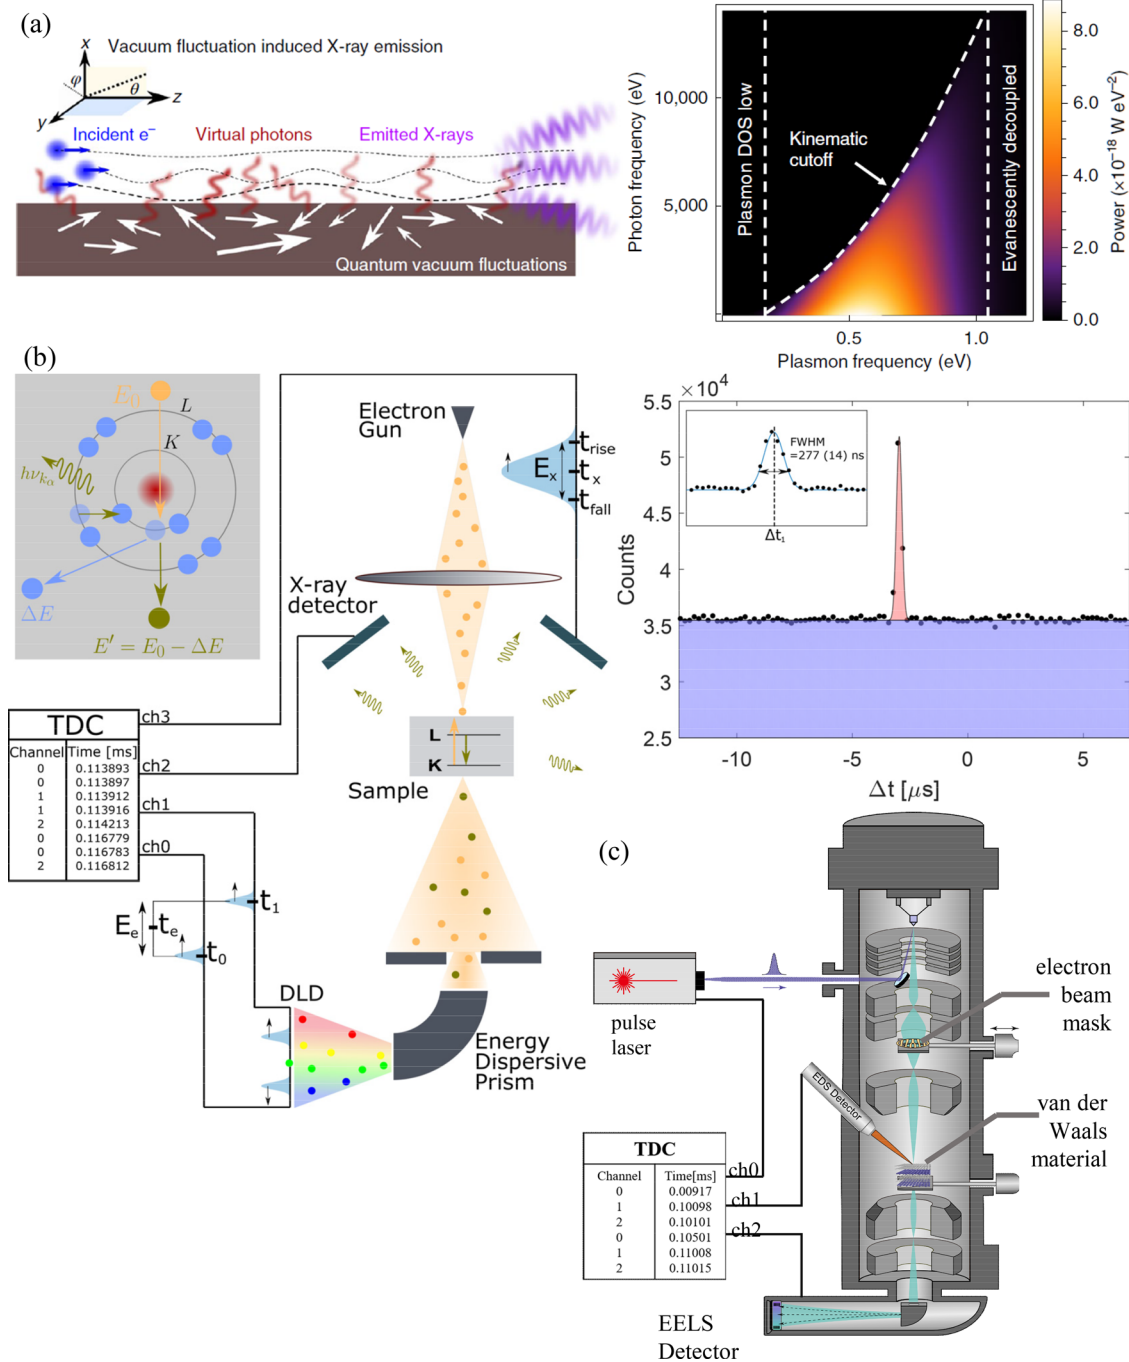 (a)
Vacuum fluctuation induced X-ray emission
x
φ
θ
z
y
Incident e⁻
Virtual photons
Emitted X-rays
Quantum vacuum fluctuations
Photon frequency (eV)
10,000
5,000
Plasmon DOS low
Kinematic
cutoff
Evanescently decoupled
0.5
1.0
Plasmon frequency (eV)
8.0
6.0
4.0
2.0
0.0
Power (×10⁻¹⁸ W eV⁻²)
(b)
E₀
L
K
hν_{kα}
ΔE
E′ = E₀ − ΔE
Electron
Gun
t_rise
E_x
t_x
t_fall
X-ray
detector
L
K
Sample
TDC
Channel Time [ms]
0 0.113893
0 0.113897
1 0.113912
1 0.113916
2 0.114213
0 0.116779
0 0.116783
2 0.116812
ch3
ch2
ch1
ch0
t₁
E_e
t_e
t₀
DLD
Energy
Dispersive
Prism
×10⁴
5.5
5
4.5
4
3.5
3
2.5
Counts
FWHM
=277 (14) ns
Δt₁
-10
-5
0
5
Δt [μs]
(c)
pulse
laser
electron
beam
mask
EDS Detector
van der
Waals
material
TDC
Channel Time[ms]
0 0.00917
1 0.10098
2 0.10101
0 0.10501
1 0.11008
2 0.11015
ch0
ch1
ch2
EELS
Detector